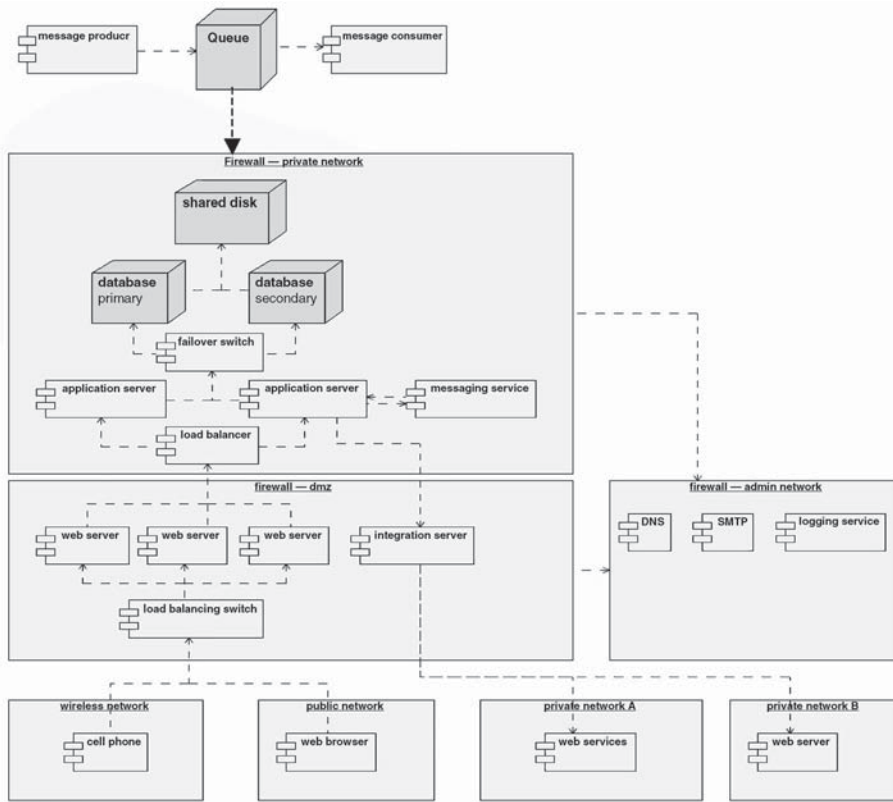 message producr
Queue
message consumer
Firewall — private network
shared disk
database
primary
database
secondary
failover switch
application server
application server
messaging service
load balancer
firewall — dmz
web server
web server
web server
integration server
load balancing switch
firewall — admin network
DNS
SMTP
logging service
wireless network
cell phone
public network
web browser
private network A
web services
private network B
web server